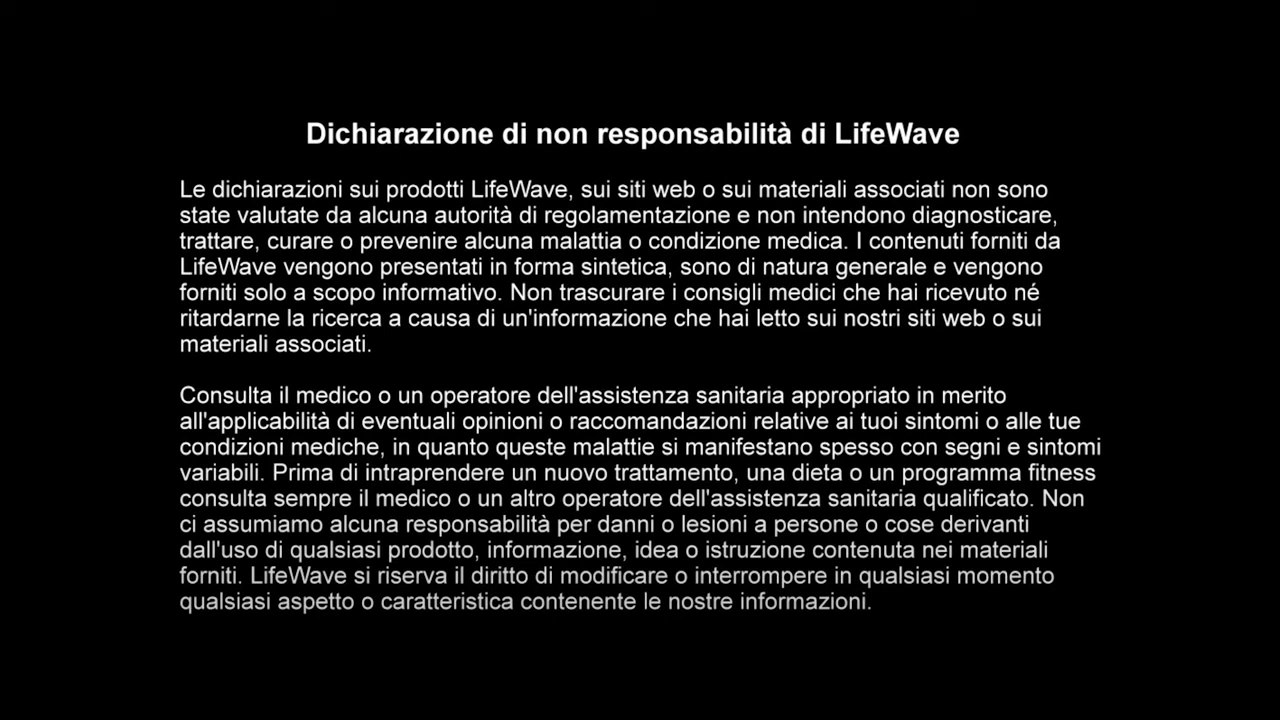 Dichiarazione di non responsabilità di LifeWave
Le dichiarazioni sui prodotti LifeWave, sui siti web o sui materiali associati non sono
state valutate da alcuna autorità di regolamentazione e non intendono diagnosticare,
trattare, curare o prevenire alcuna malattia o condizione medica. I contenuti forniti da
LifeWave vengono presentati in forma sintetica, sono di natura generale e vengono
forniti solo a scopo informativo. Non trascurare i consigli medici che hai ricevuto né
ritardarne la ricerca a causa di un'informazione che hai letto sui nostri siti web o sui
materiali associati.
Consulta il medico o un operatore dell'assistenza sanitaria appropriato in merito
all'applicabilità di eventuali opinioni o raccomandazioni relative ai tuoi sintomi o alle tue
condizioni mediche, in quanto queste malattie si manifestano spesso con segni e sintomi
variabili. Prima di intraprendere un nuovo trattamento, una dieta o un programma fitness
consulta sempre il medico o un altro operatore dell'assistenza sanitaria qualificato. Non
ci assumiamo alcuna responsabilità per danni o lesioni a persone o cose derivanti
dall'uso di qualsiasi prodotto, informazione, idea o istruzione contenuta nei materiali
forniti. LifeWave si riserva il diritto di modificare o interrompere in qualsiasi momento
qualsiasi aspetto o caratteristica contenente le nostre informazioni.